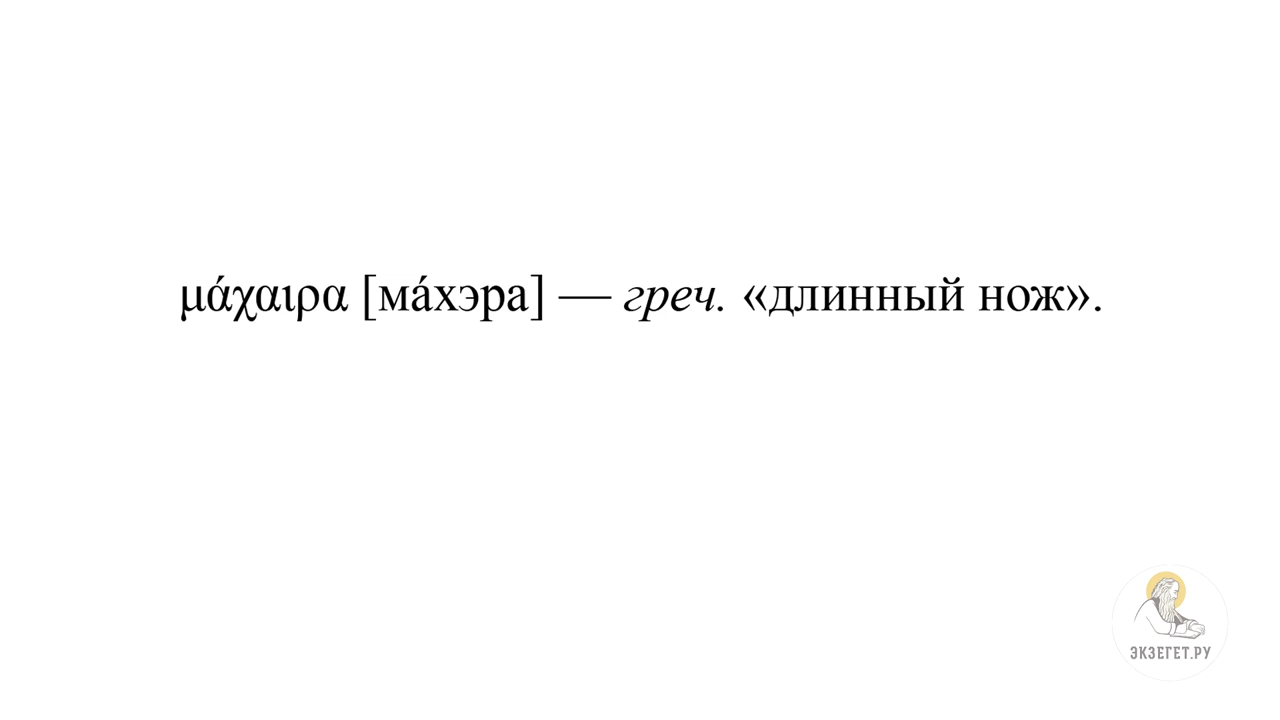 μάχαιρα [мáхэра] — греч. «длинный нож».
ЭКЗЕГЕТ.РУ